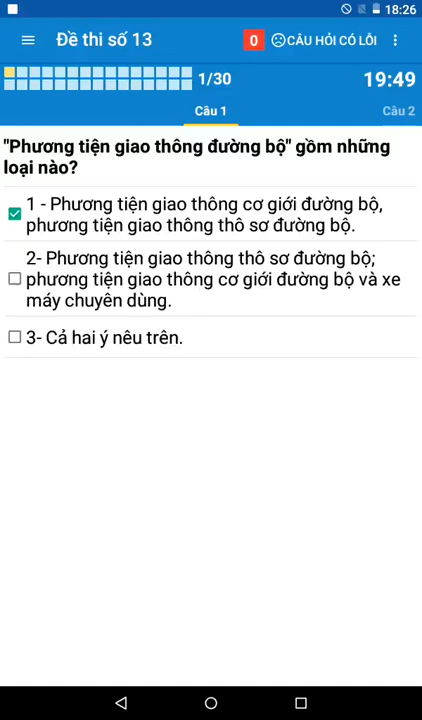 18:26
Đề thi số 13
0 CÂU HỎI CÓ LỖI
1/30
19:49
Câu 1
Câu 2
"Phương tiện giao thông đường bộ" gồm những
loại nào?
1 - Phương tiện giao thông cơ giới đường bộ,
phương tiện giao thông thô sơ đường bộ.
2- Phương tiện giao thông thô sơ đường bộ;
phương tiện giao thông cơ giới đường bộ và xe
máy chuyên dùng.
3- Cả hai ý nêu trên.